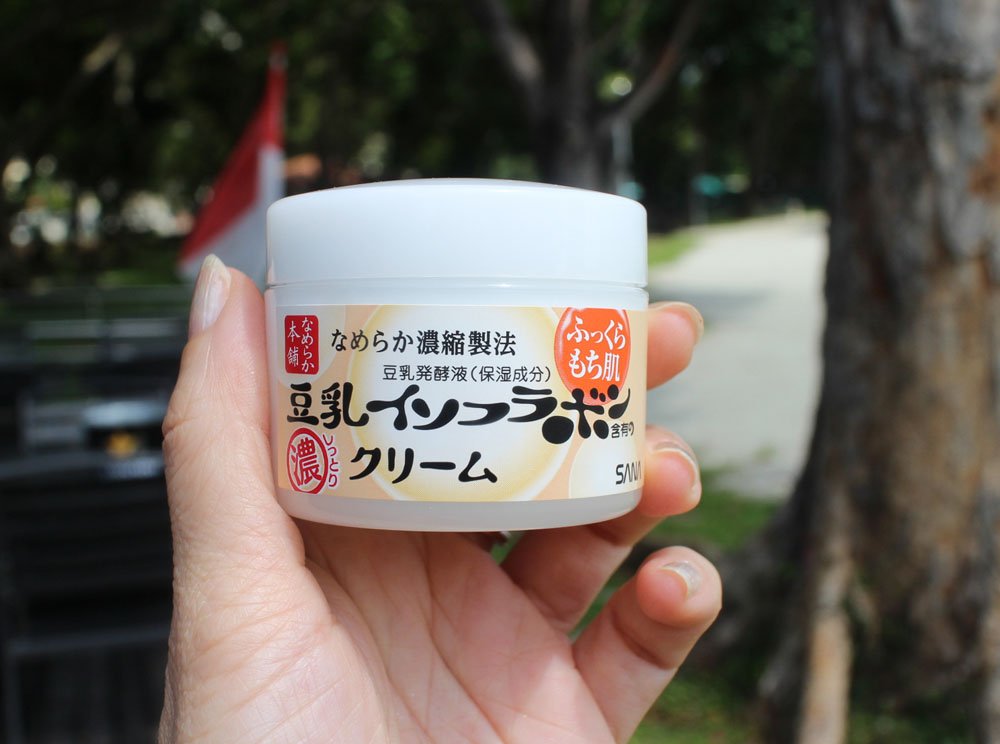 なめらか
本舗
なめらか濃縮製法
ふっくら
もち肌
豆乳発酵液(保湿成分)
豆乳イソフラボン
含有の
濃
しっとり
クリーム
SANA